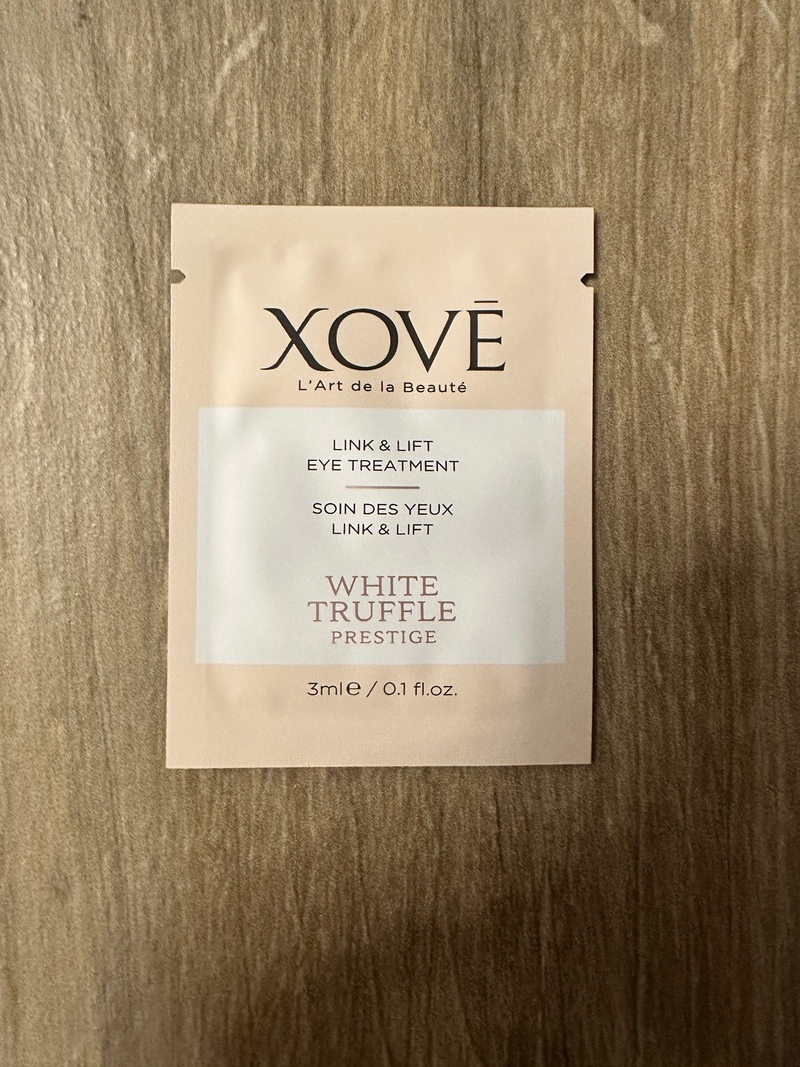 XOVĒ
L'Art de la Beauté
LINK & LIFT
EYE TREATMENT
SOIN DES YEUX
LINK & LIFT
WHITE
TRUFFLE
PRESTIGE
3ml℮ / 0.1 fl.oz.